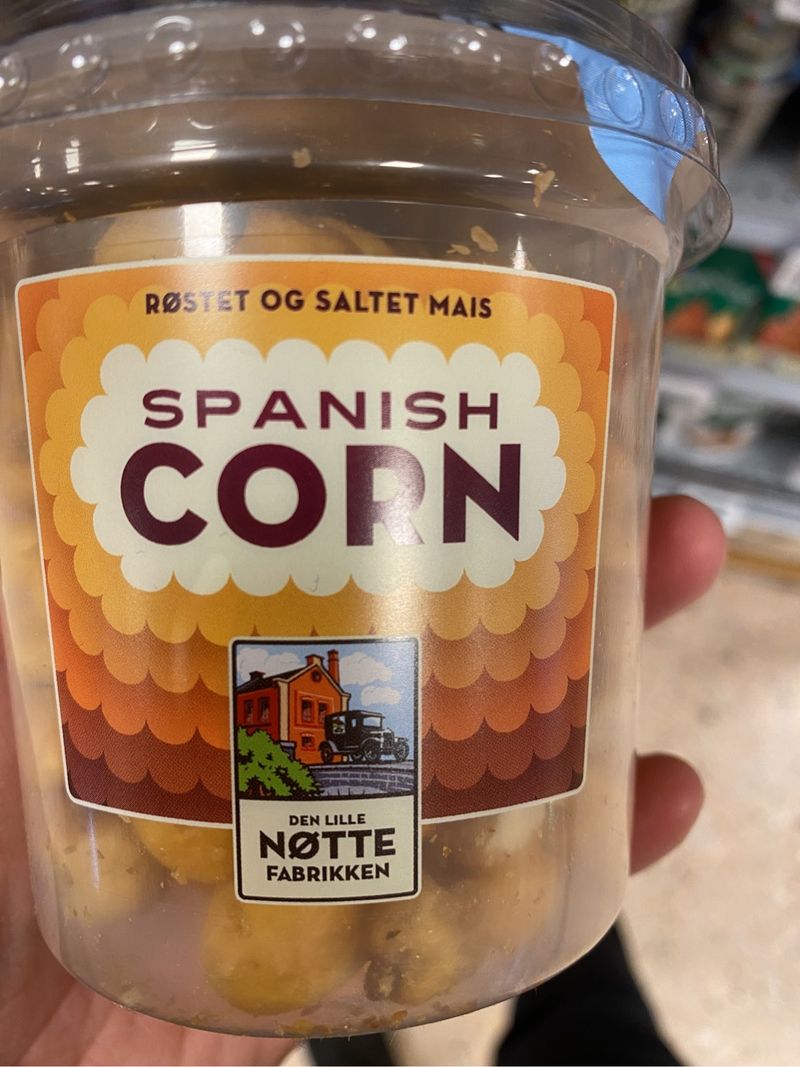 RØSTET OG SALTET MAIS
SPANISH
CORN
DEN LILLE
NØTTE
FABRIKKEN